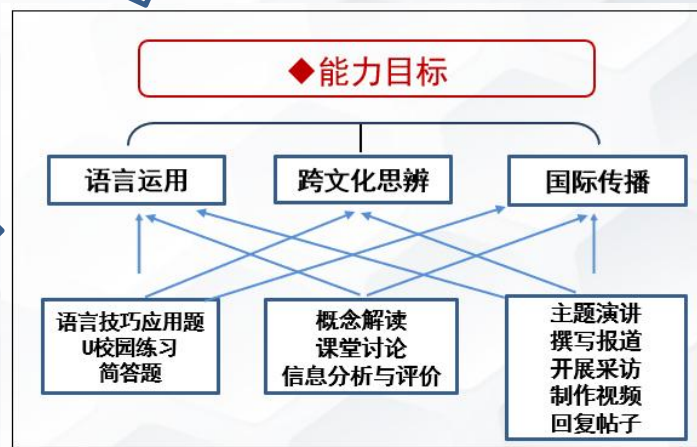 ◆能力目标
语言运用
跨文化思辨
国际传播
语言技巧应用题
U校园练习
简答题
概念解读
课堂讨论
信息分析与评价
主题演讲
撰写报道
开展采访
制作视频
回复帖子